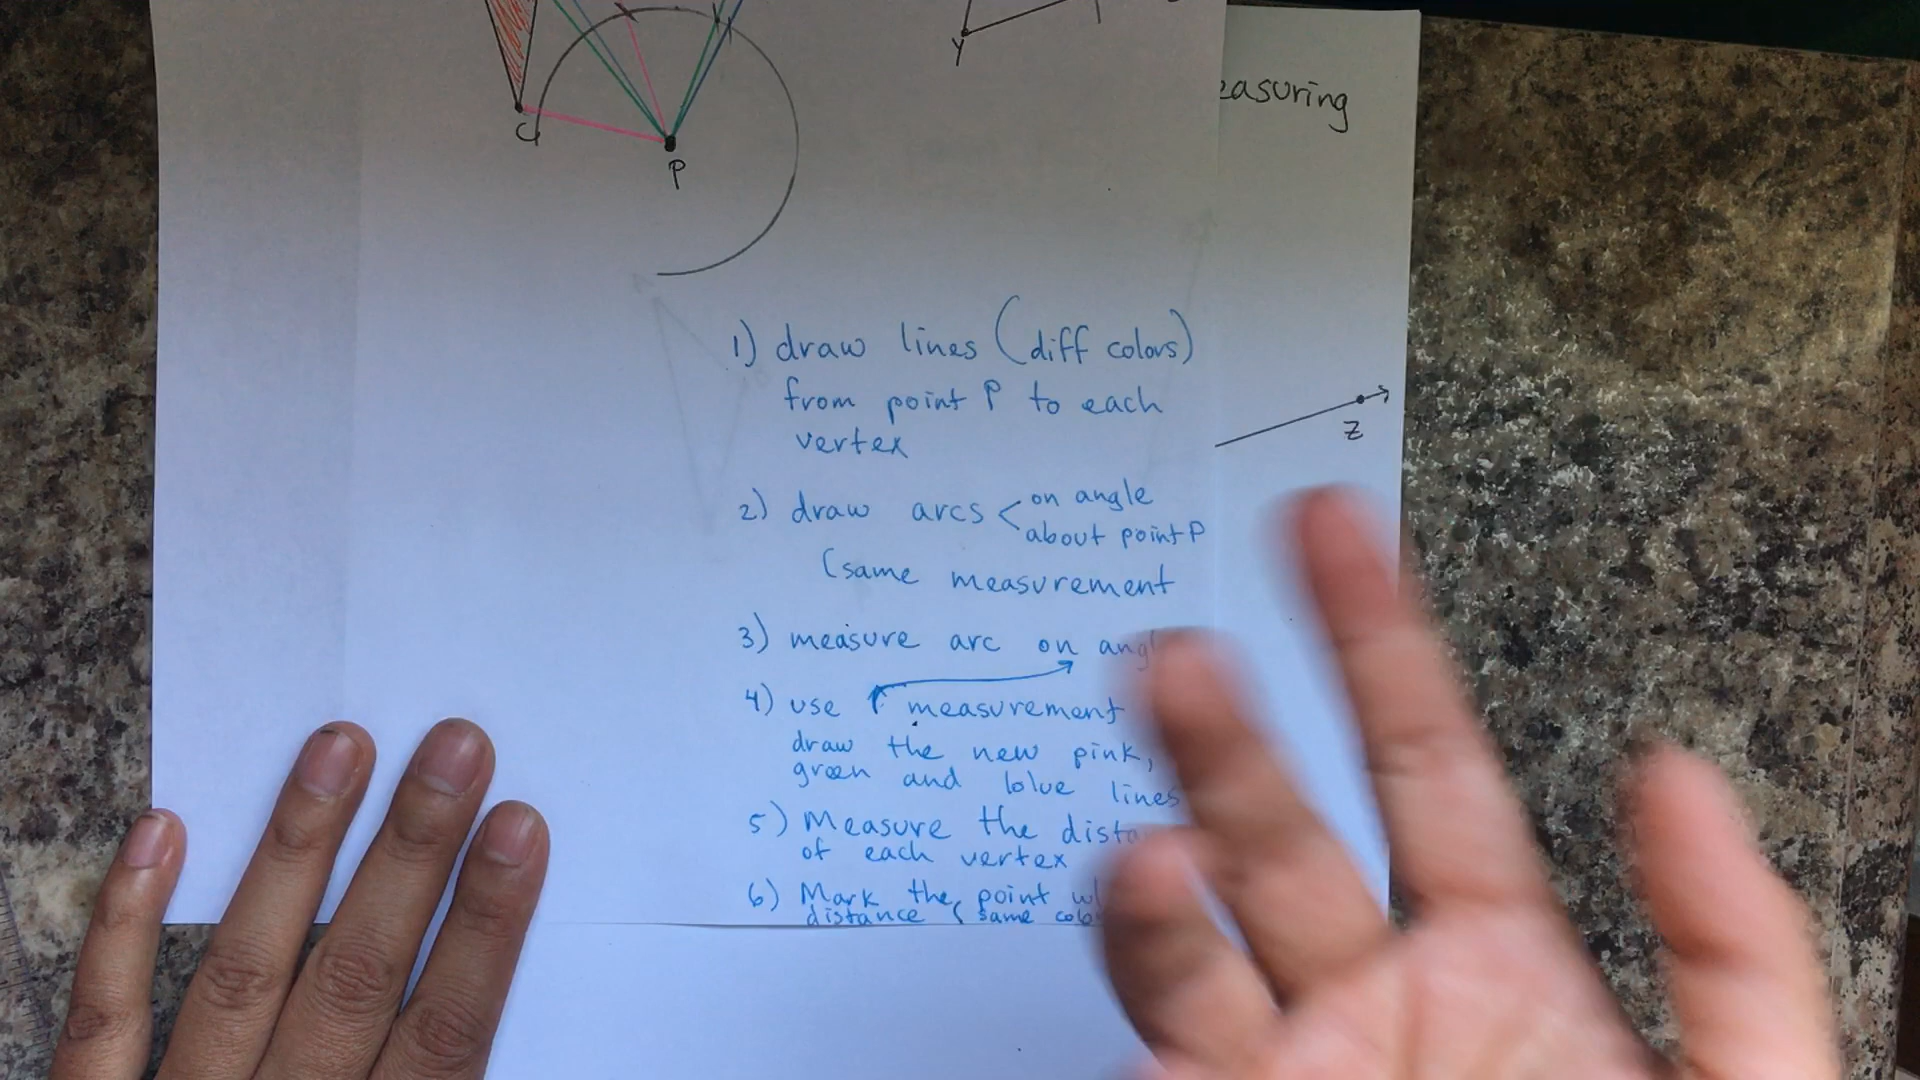 Y
easuring
C
P
1) draw lines (diff colors)
from point P to each
vertex
Z
2) draw arcs < on angle
about point P
(same measurement
3) measure arc on ang
4) use measurement
draw the new pink,
green and blue lines
5) Measure the dista
of each vertex
6) Mark the point w
distance (same colo